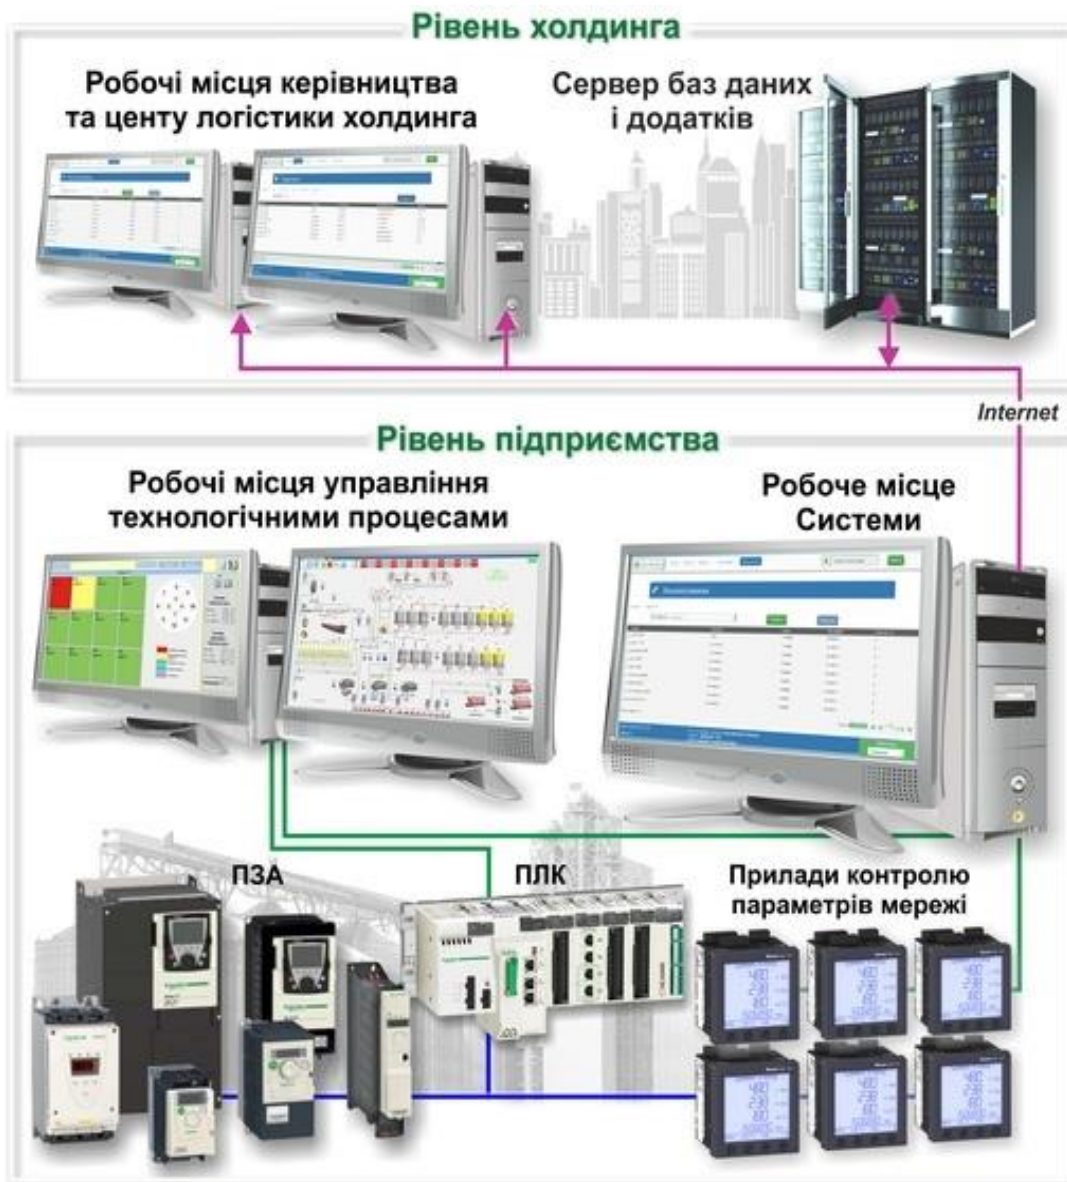 Рівень холдинга
Робочі місця керівництва
та центу логістики холдинга
Сервер баз даних
і додатків
Internet
Рівень підприємства
Робочі місця управління
технологічними процесами
Робоче місце
Системи
ПЗА
ПЛК
Прилади контролю
параметрів мережі